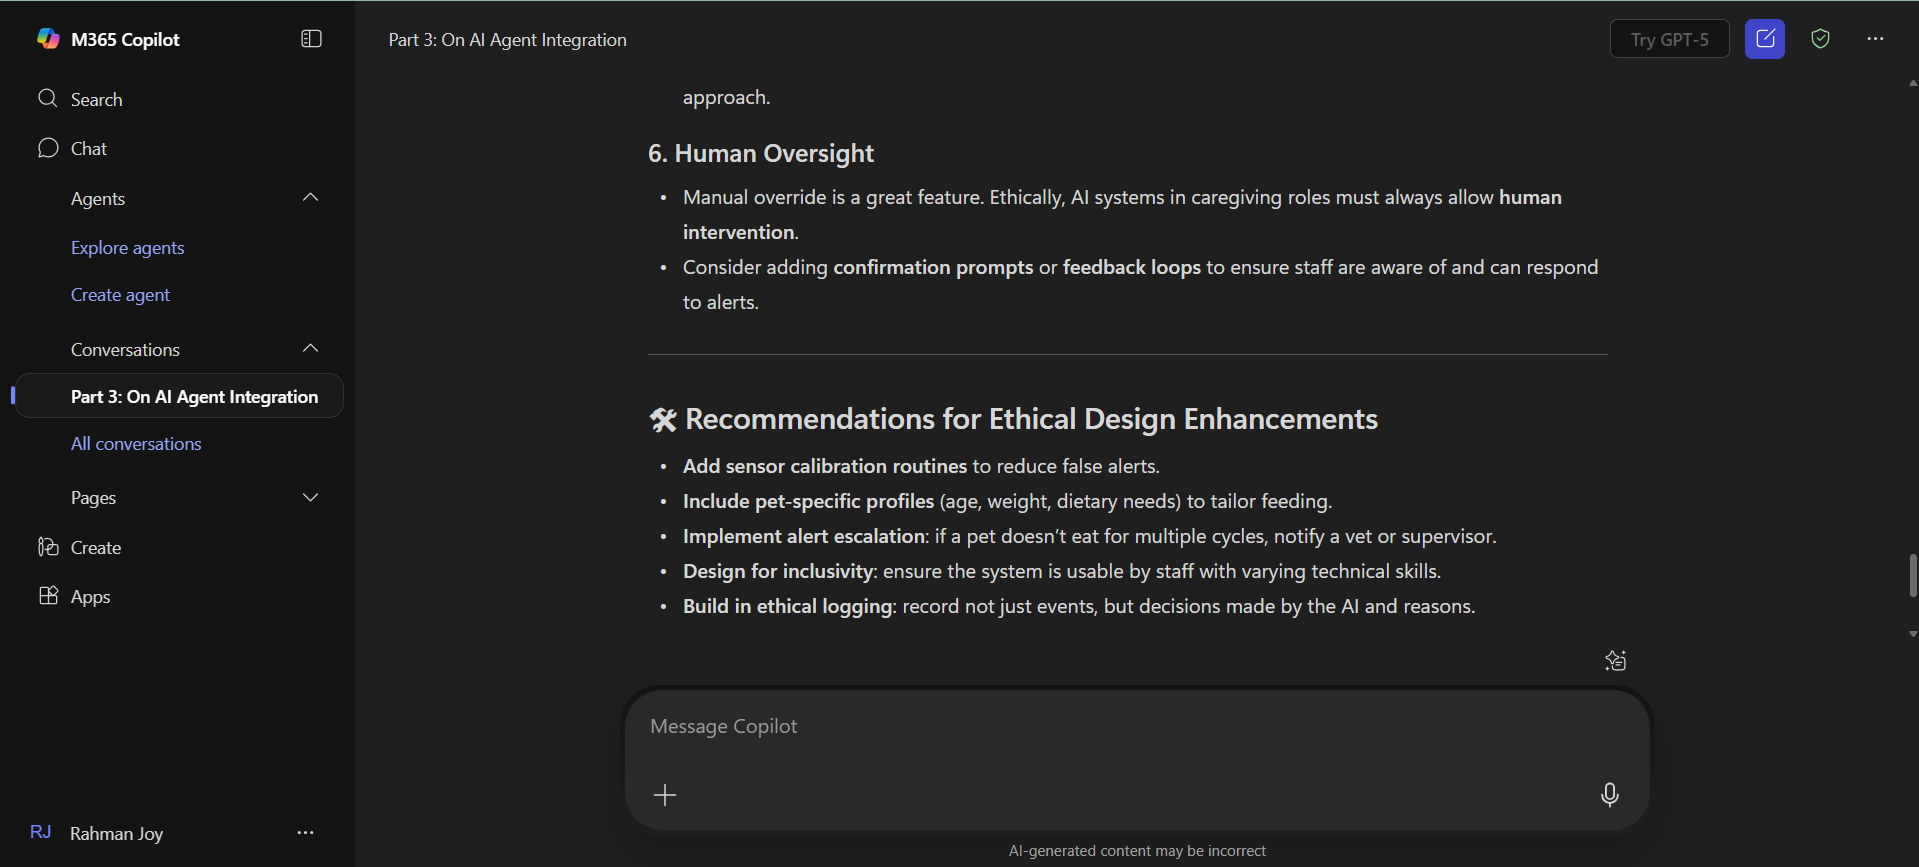 M365 Copilot
Search
Chat
Agents
Explore agents
Create agent
Conversations
Part 3: On AI Agent Integration
All conversations
Pages
Create
Apps
RJ Rahman Joy
Part 3: On AI Agent Integration
Try GPT-5
approach.
6. Human Oversight
• Manual override is a great feature. Ethically, AI systems in caregiving roles must always allow human
intervention.
• Consider adding confirmation prompts or feedback loops to ensure staff are aware of and can respond
to alerts.
🛠 Recommendations for Ethical Design Enhancements
• Add sensor calibration routines to reduce false alerts.
• Include pet-specific profiles (age, weight, dietary needs) to tailor feeding.
• Implement alert escalation: if a pet doesn’t eat for multiple cycles, notify a vet or supervisor.
• Design for inclusivity: ensure the system is usable by staff with varying technical skills.
• Build in ethical logging: record not just events, but decisions made by the AI and reasons.
Message Copilot
AI-generated content may be incorrect